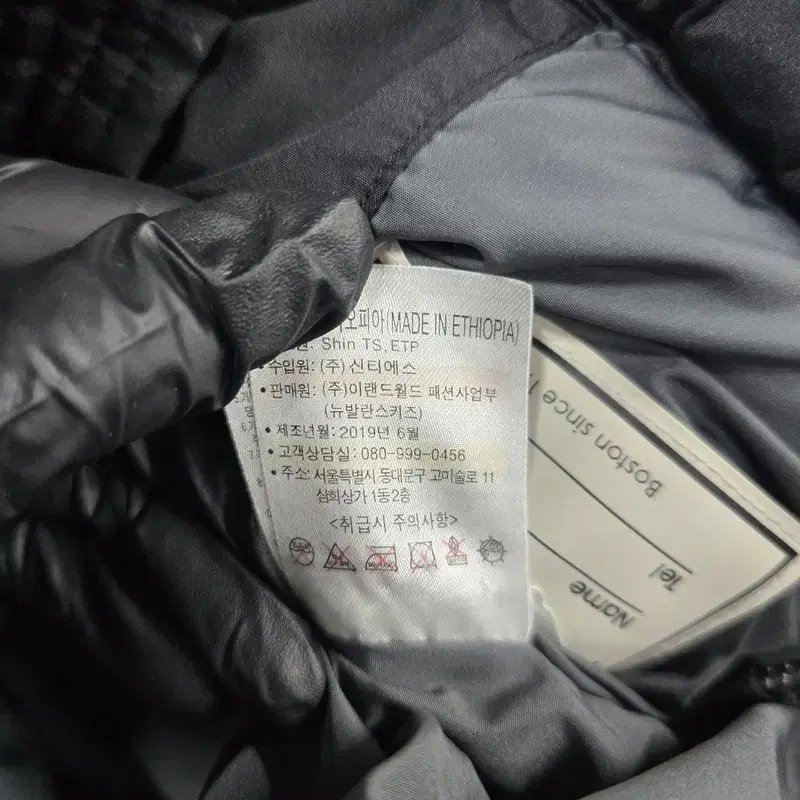 오피아(MADE IN ETHIOPIA)
Shin TS, ETP
수입원: (주) 신티에스
• 판매원: (주)이랜드월드 패션사업부
(뉴발란스키즈)
• 제조년월: 2019년 6월
• 고객상담실: 080-999-0456
• 주소: 서울특별시 동대문구 고미술로 11
삼희상가 1동2층
<취급시 주의사항>
Boston since
Tel
Name